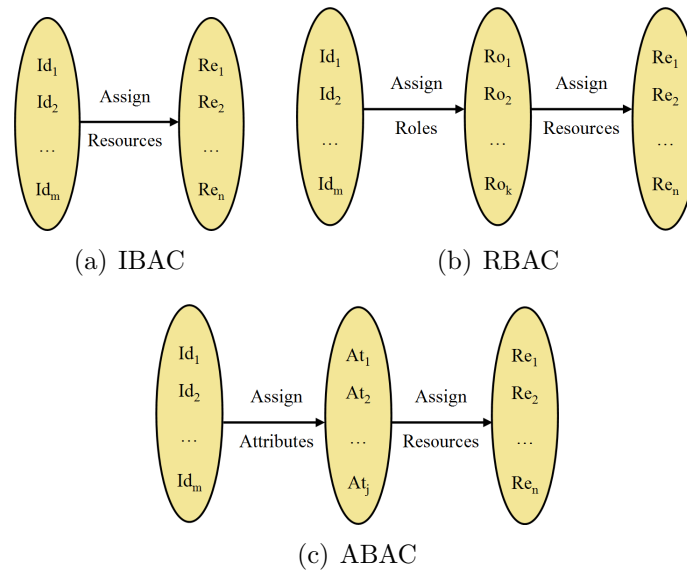 Id₁
Id₂
…
Idₘ
Assign
Resources
Re₁
Re₂
…
Reₙ
(a) IBAC
Id₁
Id₂
…
Idₘ
Assign
Roles
Ro₁
Ro₂
…
Roₖ
Assign
Resources
Re₁
Re₂
…
Reₙ
(b) RBAC
Id₁
Id₂
…
Idₘ
Assign
Attributes
At₁
At₂
…
Atⱼ
Assign
Resources
Re₁
Re₂
…
Reₙ
(c) ABAC